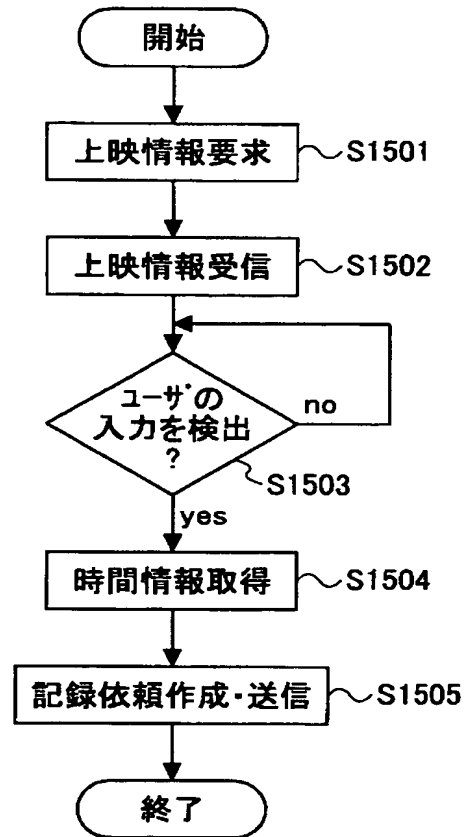 開始
上映情報要求
S1501
上映情報受信
S1502
ユーザの
入力を検出
?
no
S1503
yes
時間情報取得
S1504
記録依頼作成・送信
S1505
終了